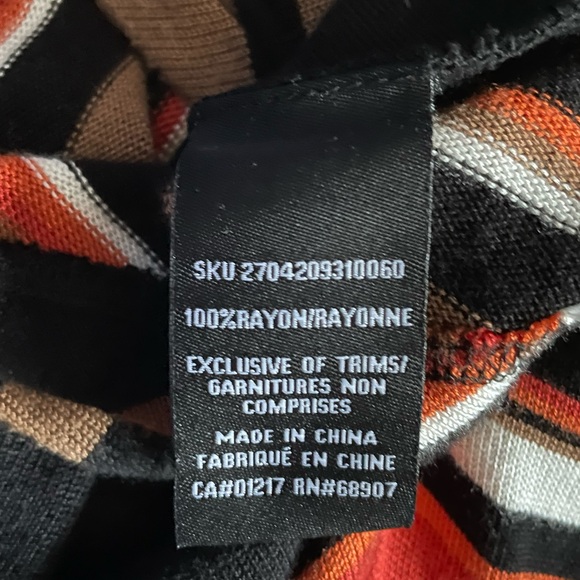 SKU 2704209310060
100%RAYON/RAYONNE
EXCLUSIVE OF TRIMS/
GARNITURES NON
COMPRISES
MADE IN CHINA
FABRIQUÉ EN CHINE
CA#01217 RN#68907